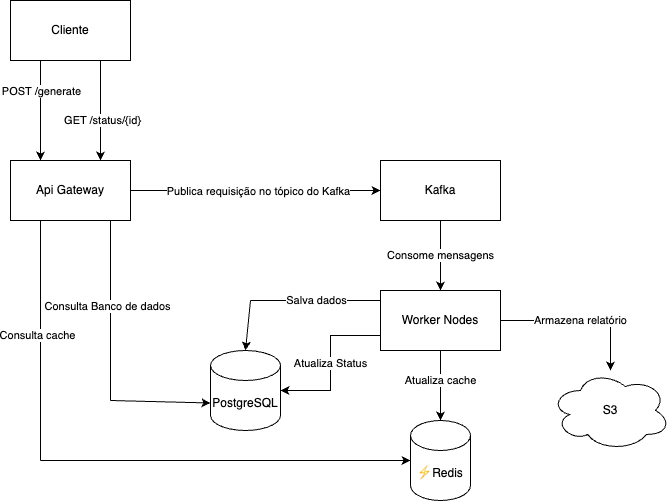 Cliente
POST /generate
GET /status/{id}
Api Gateway
Publica requisição no tópico do Kafka
Kafka
Consome mensagens
Consulta Banco de dados
Salva dados
Worker Nodes
Armazena relatório
Consulta cache
Atualiza Status
Atualiza cache
PostgreSQL
S3
⚡Redis